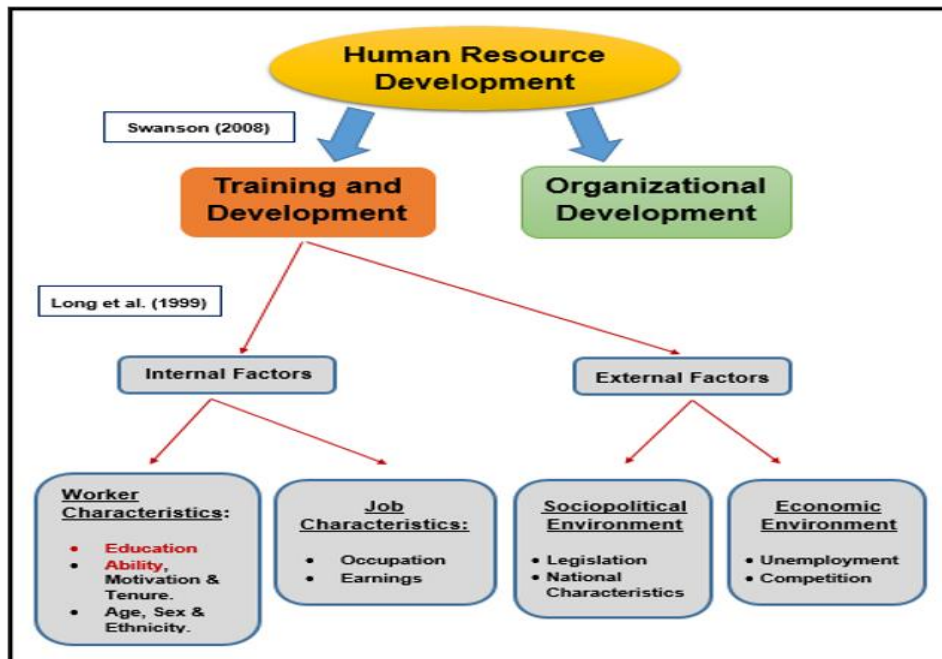 Human Resource
Development
Swanson (2008)
Training and
Development
Organizational
Development
Long et al. (1999)
Internal Factors
External Factors
Worker
Characteristics:
• Education
• Ability,
Motivation &
Tenure.
• Age, Sex &
Ethnicity.
Job
Characteristics:
• Occupation
• Earnings
Sociopolitical
Environment
• Legislation
• National
Characteristics
Economic
Environment
• Unemployment
• Competition